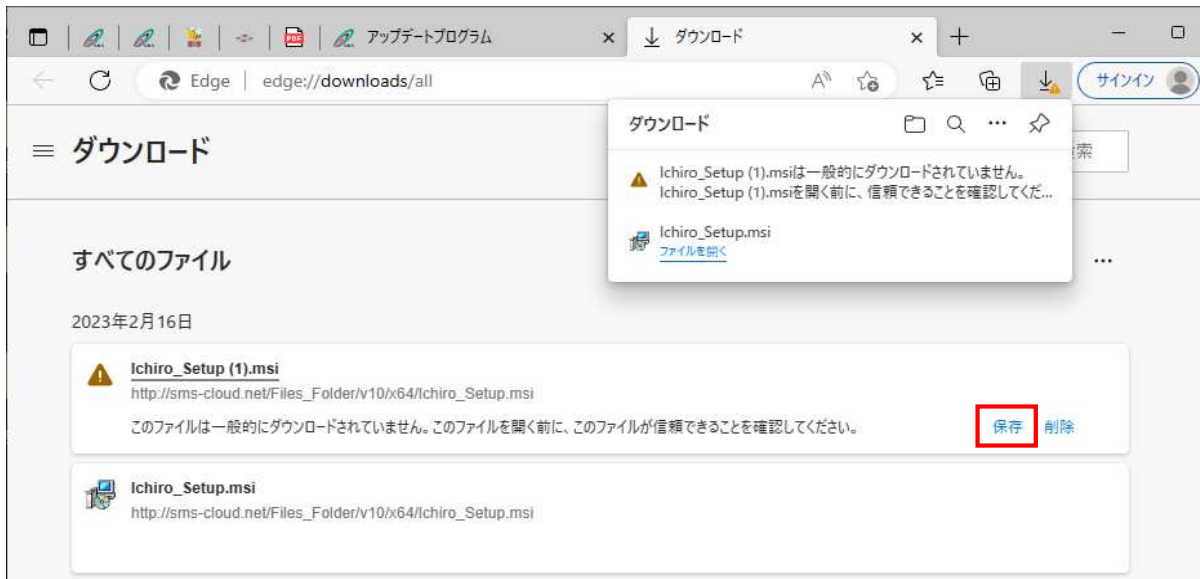 アップデートプログラム
ダウンロード
Edge
edge://downloads/all
サインイン
ダウンロード
ダウンロード
索
Ichiro_Setup (1).msiは一般的にダウンロードされていません。
Ichiro_Setup (1).msiを開く前に、信頼できることを確認してくだ...
Ichiro_Setup.msi
ファイルを開く
すべてのファイル
2023年2月16日
Ichiro_Setup (1).msi
http://sms-cloud.net/Files_Folder/v10/x64/Ichiro_Setup.msi
このファイルは一般的にダウンロードされていません。このファイルを開く前に、このファイルが信頼できることを確認してください。
保存 削除
Ichiro_Setup.msi
http://sms-cloud.net/Files_Folder/v10/x64/Ichiro_Setup.msi